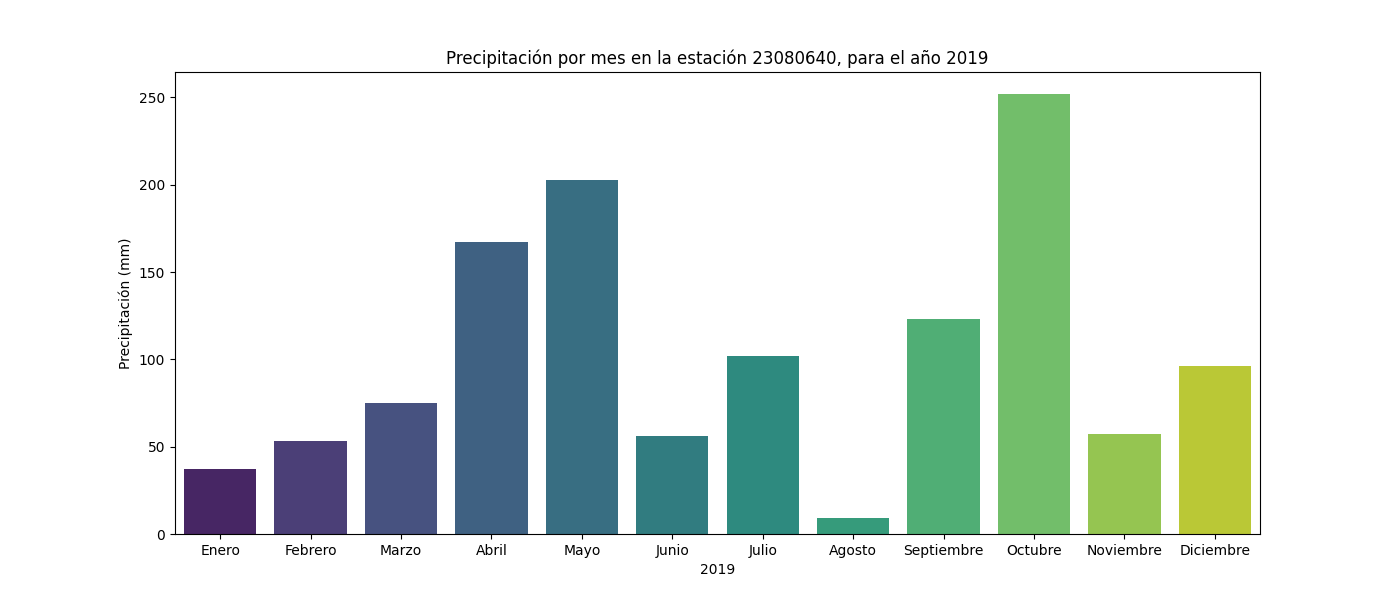 Precipitación por mes en la estación 23080640, para el año 2019
Precipitación (mm)
250
200
150
100
50
0
Enero Febrero Marzo Abril Mayo Junio Julio Agosto Septiembre Octubre Noviembre Diciembre
2019